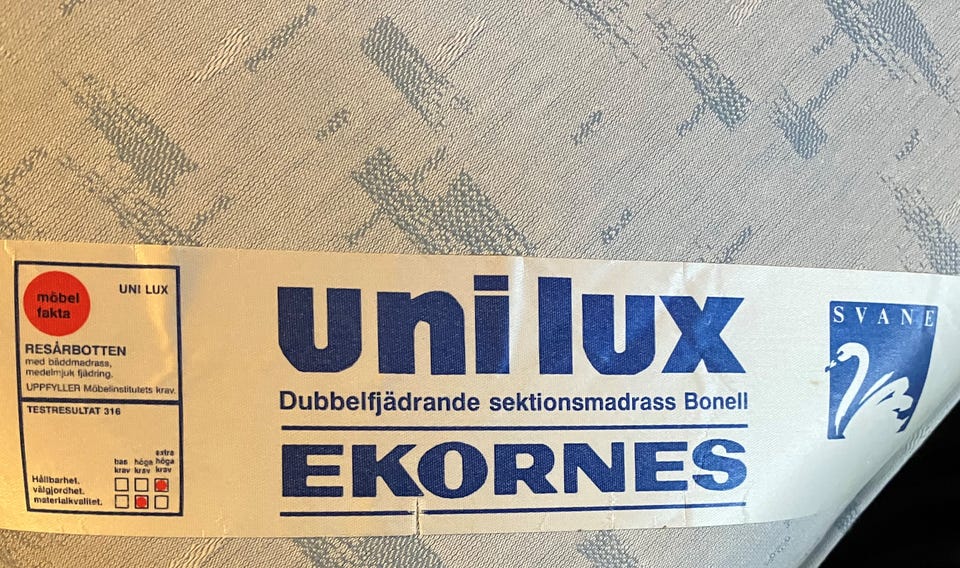 möbel
fakta
UNI LUX
RESÅRBOTTEN
med bäddmadrass,
medelmjuk fjädring.
UPPFYLLER Möbelinstitutets krav.
TESTRESULTAT 316
bas krav
höga krav
extra höga krav
Hållbarhet.
välgjordhet.
materialkvalitet.
uni lux
Dubbelfjädrande sektionsmadrass Bonell
EKORNES
SVANE